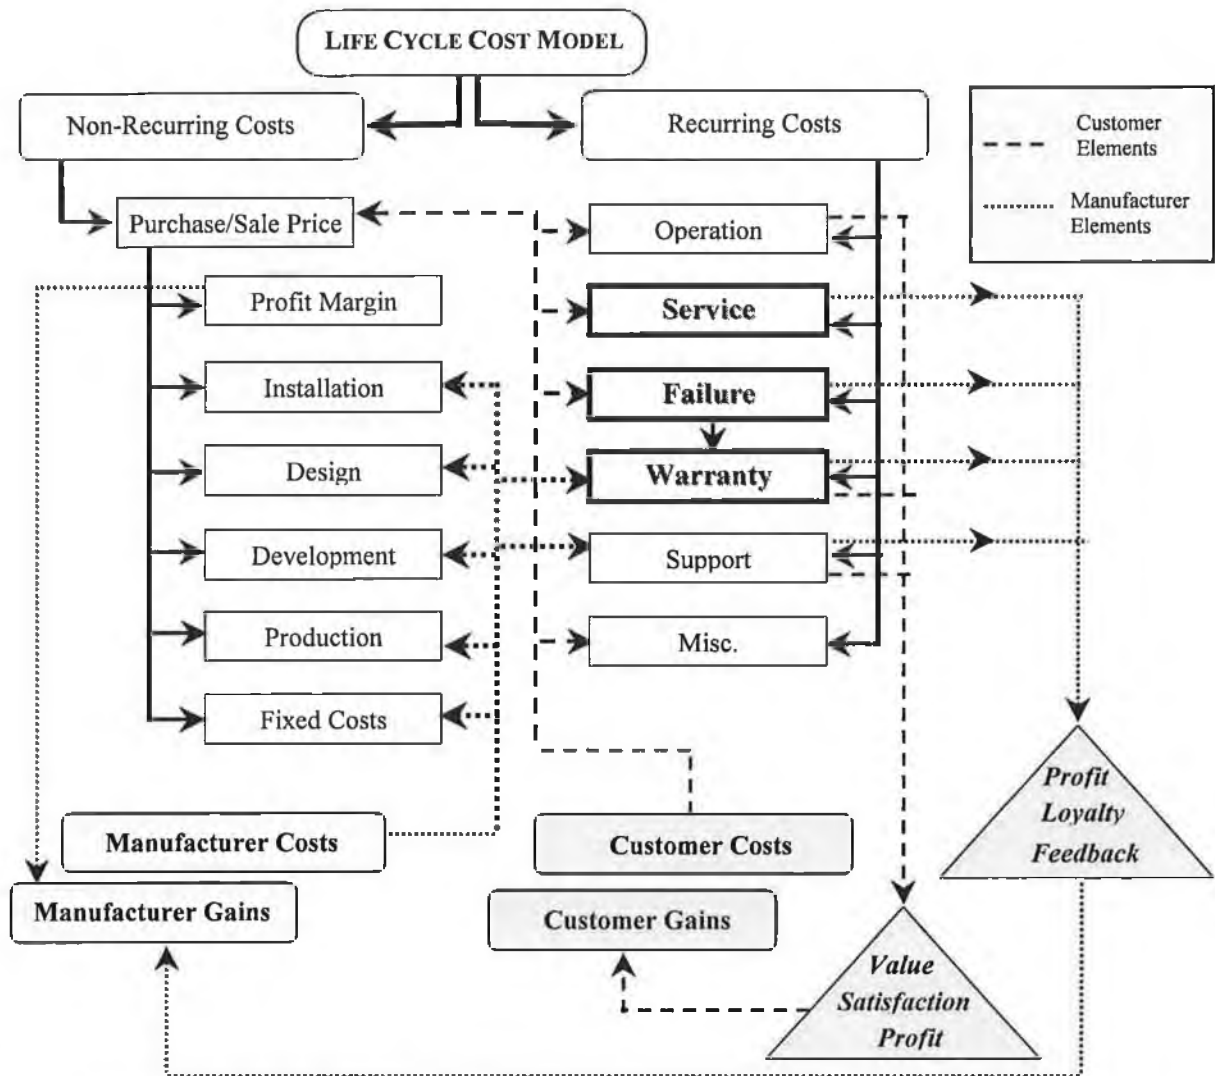 LIFE CYCLE COST MODEL
Non-Recurring Costs
Recurring Costs
Customer
Elements
Manufacturer
Elements
Purchase/Sale Price
Profit Margin
Installation
Design
Development
Production
Fixed Costs
Operation
Service
Failure
Warranty
Support
Misc.
Manufacturer Costs
Manufacturer Gains
Customer Costs
Customer Gains
Profit
Loyalty
Feedback
Value
Satisfaction
Profit